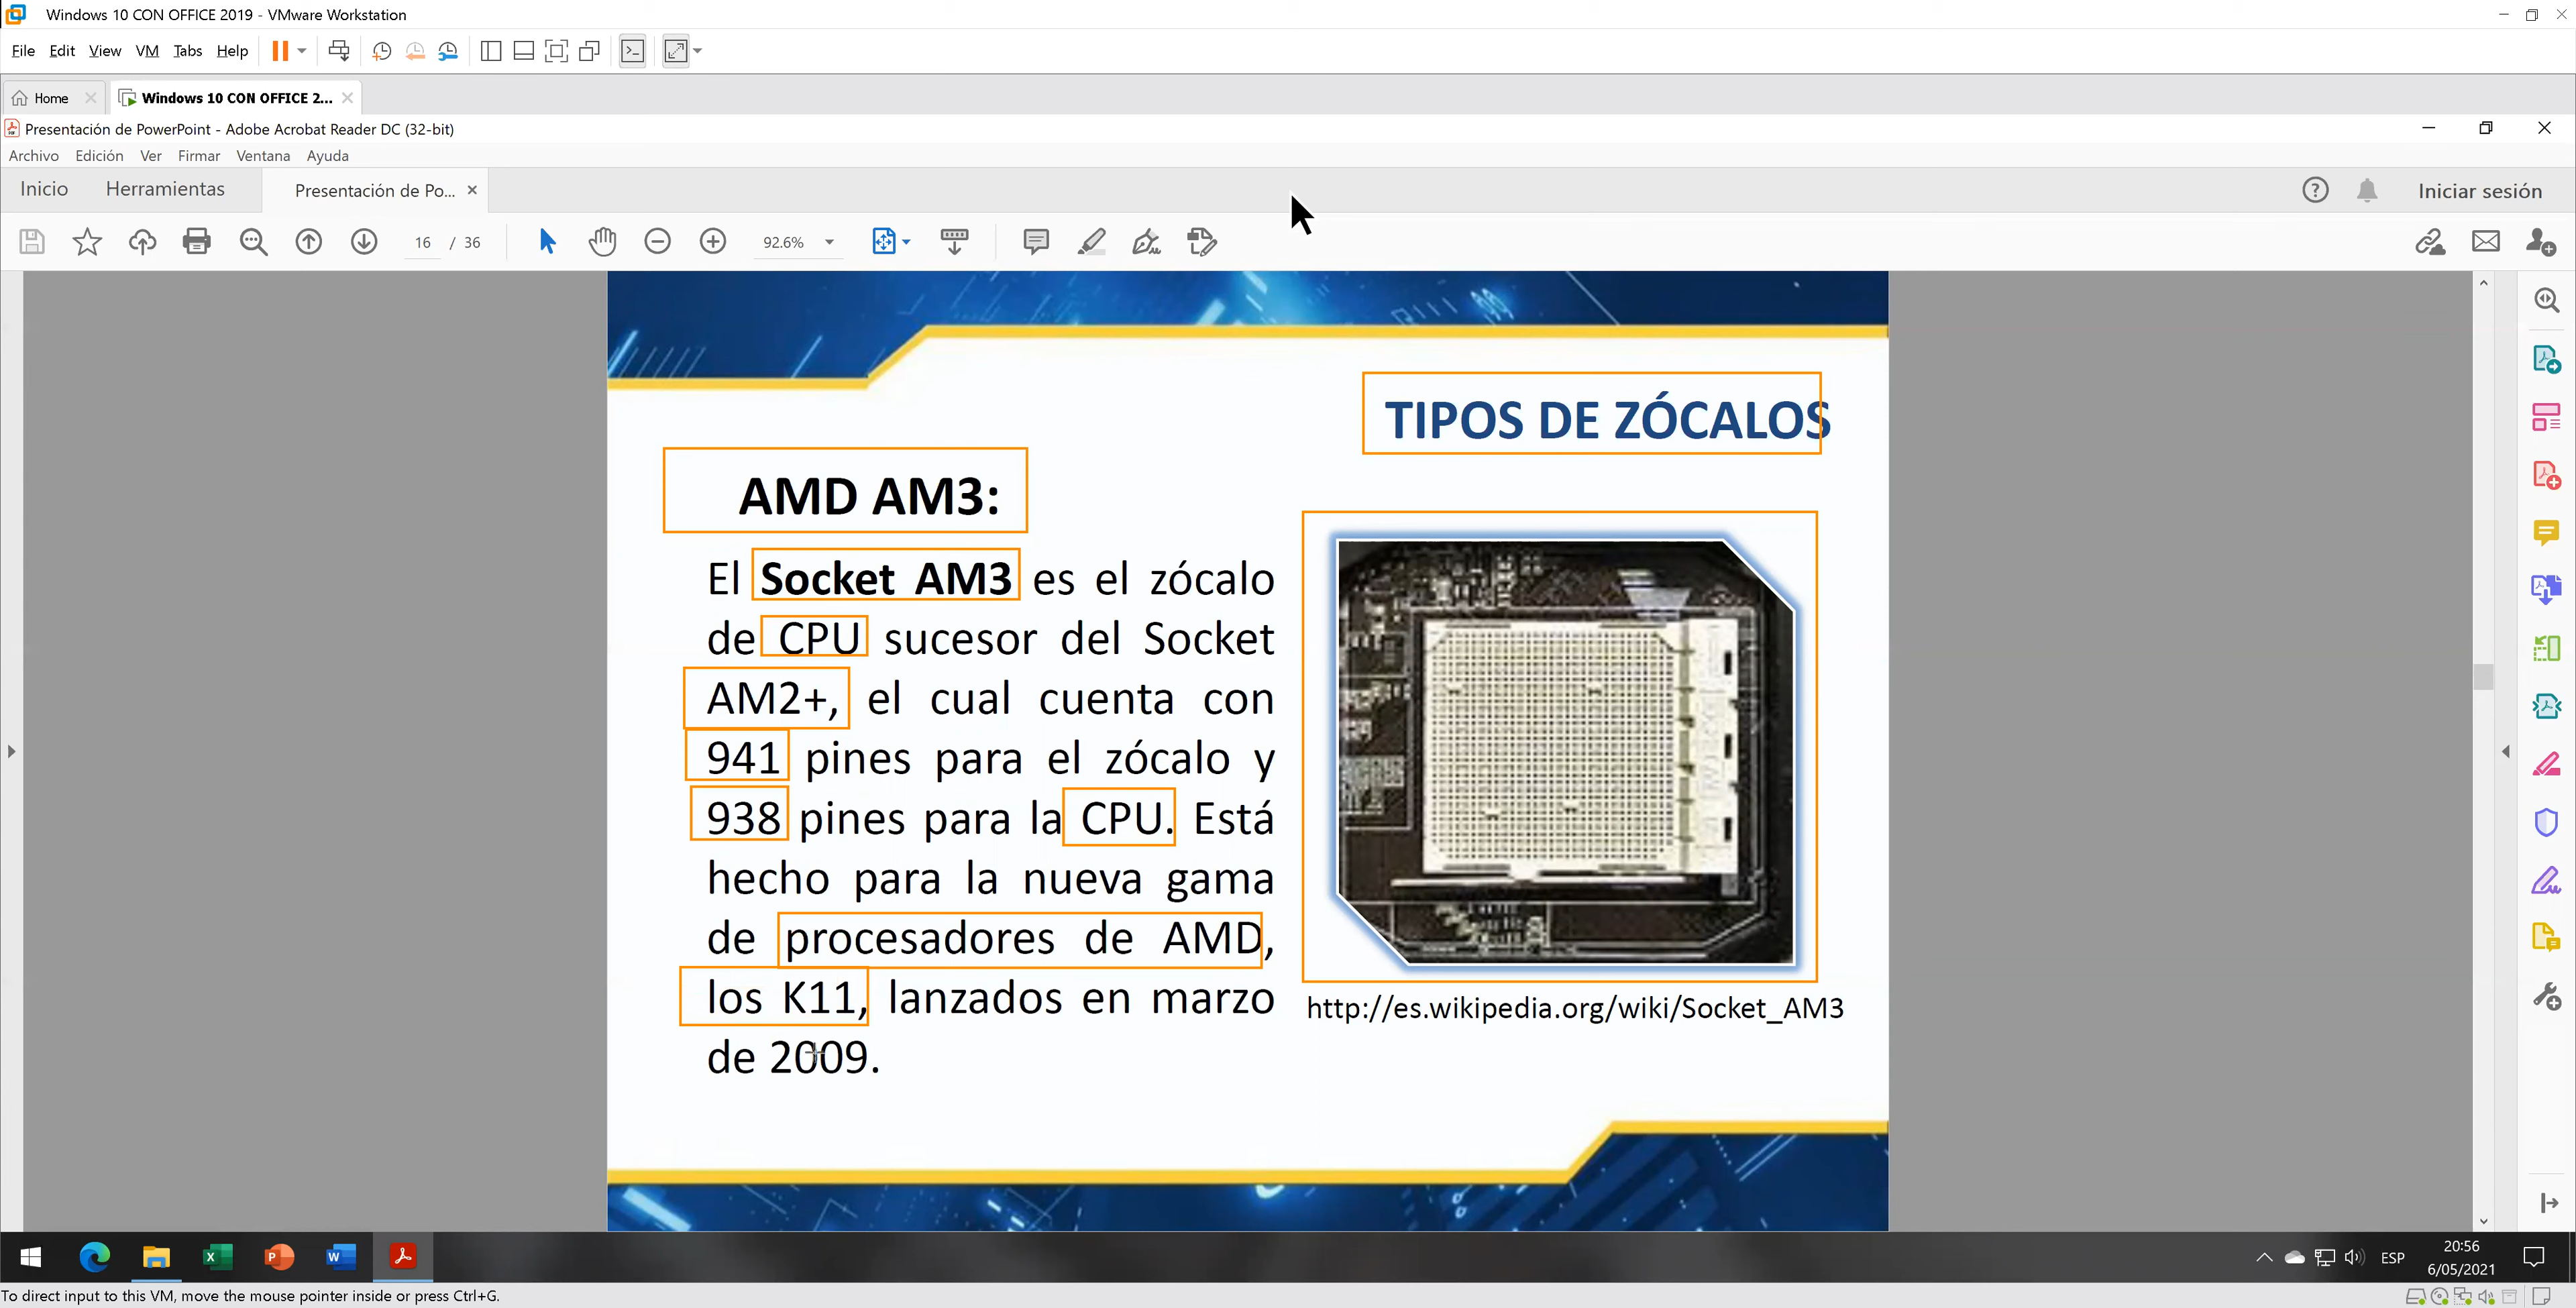 Windows 10 CON OFFICE 2019 - VMware Workstation
File Edit View VM Tabs Help
Home Windows 10 CON OFFICE 2...
Presentación de PowerPoint - Adobe Acrobat Reader DC (32-bit)
Archivo Edición Ver Firmar Ventana Ayuda
Inicio Herramientas Presentación de Po... Iniciar sesión
16 / 36 92.6%
TIPOS DE ZÓCALOS
AMD AM3:
El Socket AM3 es el zócalo
de CPU sucesor del Socket
AM2+, el cual cuenta con
941 pines para el zócalo y
938 pines para la CPU. Está
hecho para la nueva gama
de procesadores de AMD,
los K11, lanzados en marzo
de 2009.
http://es.wikipedia.org/wiki/Socket_AM3
ESP
20:56
6/05/2021
To direct input to this VM, move the mouse pointer inside or press Ctrl+G.